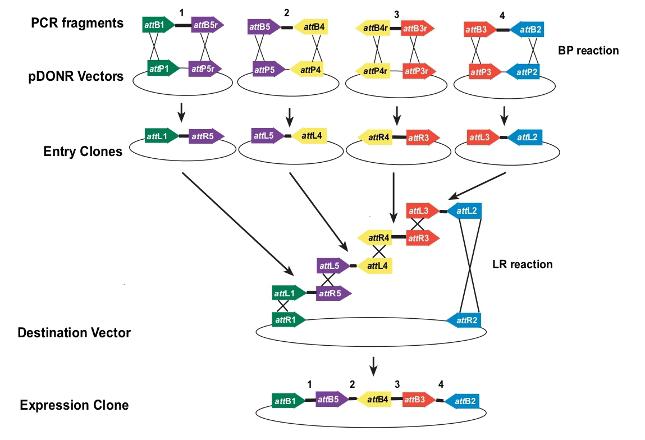 1 2 3 4
PCR fragments attB1 attB5r attB5 attB4 attB4r attB3r attB3 attB2
BP reaction
pDONR Vectors attP1 attP5r attP5 attP4 attP4r attP3r attP3 attP2
Entry Clones attL1 attR5 attL5 attL4 attR4 attR3 attL3 attL2
attL3 attL2
attR4 attR3
attL5 attL4 LR reaction
attL1 attR5
Destination Vector attR1 attR2
1 2 3 4
Expression Clone attB1 attB5 attB4 attB3 attB2